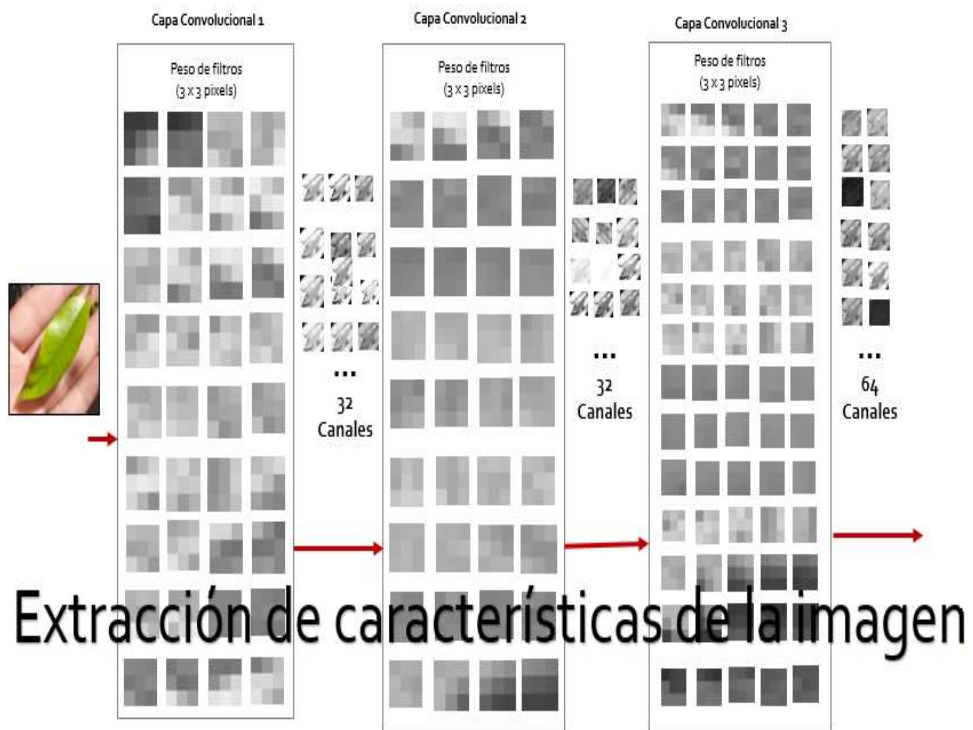 Capa Convolucional 1
Capa Convolucional 2
Capa Convolucional 3
Peso de filtros
(3 x 3 pixels)
Peso de filtros
(3 x 3 pixels)
Peso de filtros
(3 x 3 pixels)
...
32
Canales
...
32
Canales
...
64
Canales
Extracción de características de la imagen